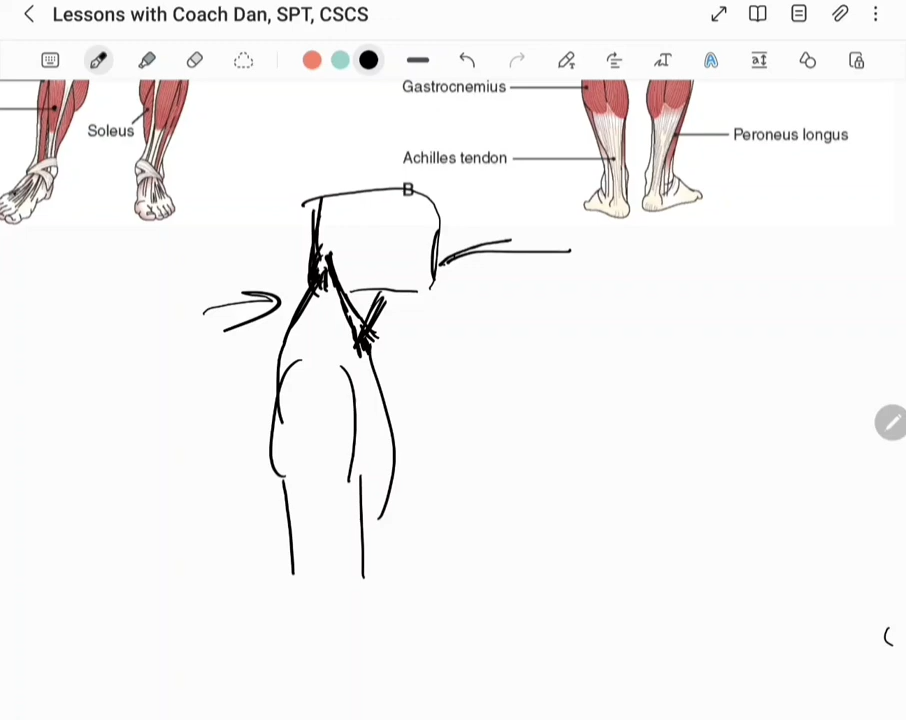 Lessons with Coach Dan, SPT, CSCS
Gastrocnemius
Soleus
Peroneus longus
Achilles tendon
B